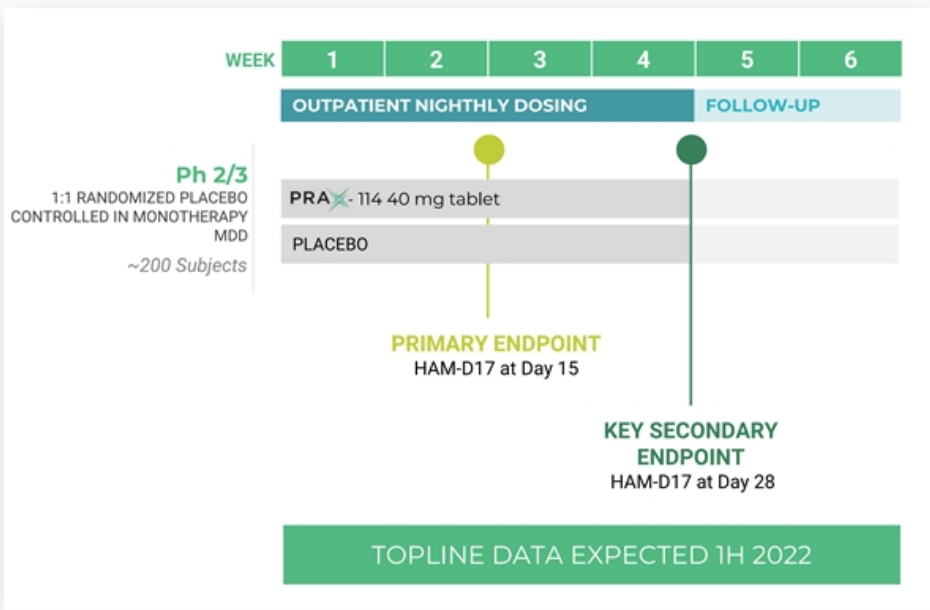 WEEK 1 2 3 4 5 6
OUTPATIENT NIGHTHLY DOSING FOLLOW-UP
Ph 2/3
1:1 RANDOMIZED PLACEBO
CONTROLLED IN MONOTHERAPY
MDD
~200 Subjects
PRAX- 114 40 mg tablet
PLACEBO
PRIMARY ENDPOINT
HAM-D17 at Day 15
KEY SECONDARY
ENDPOINT
HAM-D17 at Day 28
TOPLINE DATA EXPECTED 1H 2022